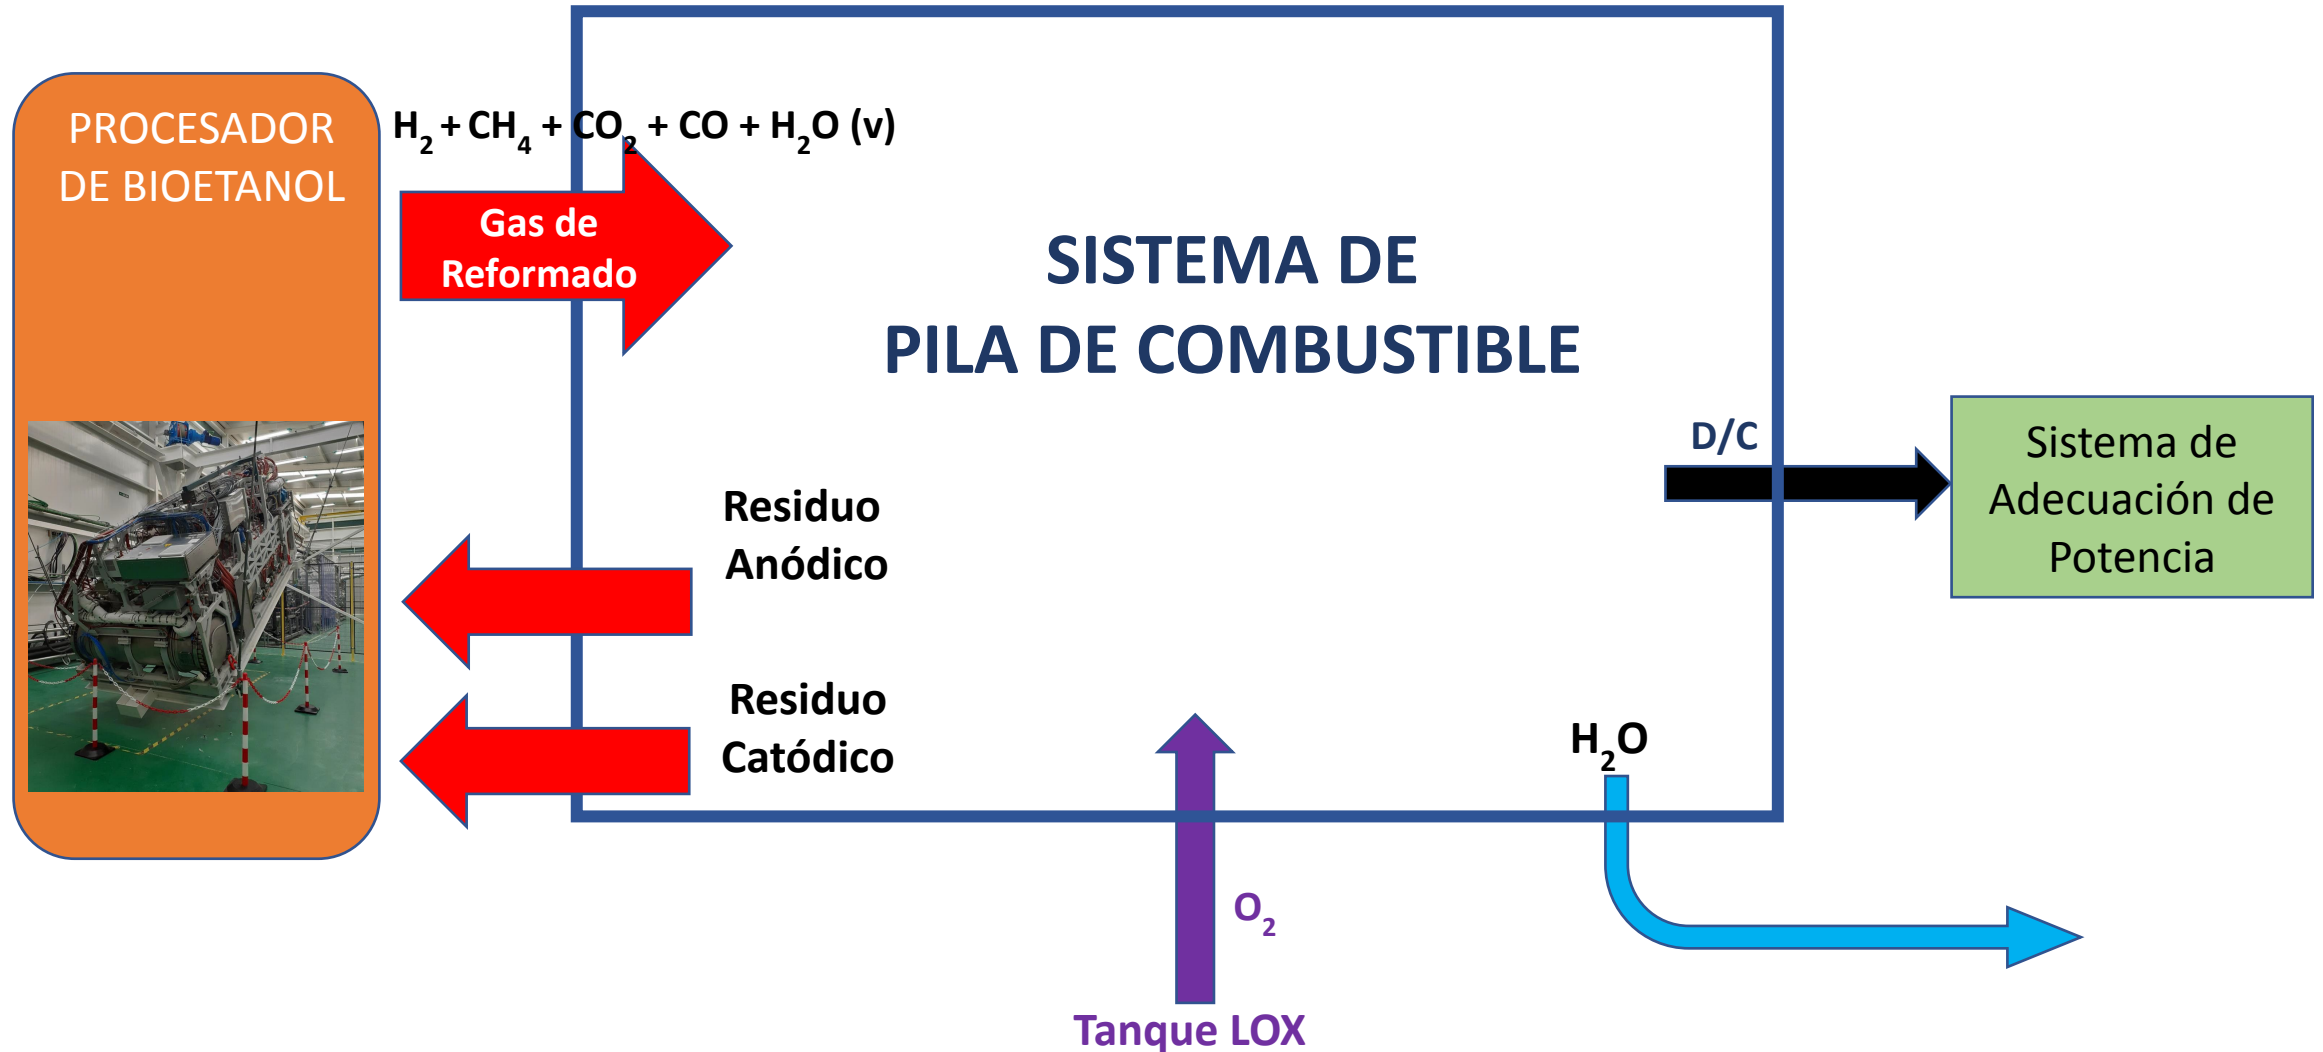 PROCESADOR
DE BIOETANOL
H₂ + CH₄ + CO₂ + CO + H₂O (v)
Gas de
Reformado
SISTEMA DE
PILA DE COMBUSTIBLE
D/C
Sistema de
Adecuación de
Potencia
Residuo
Anódico
Residuo
Catódico
H₂O
O₂
Tanque LOX